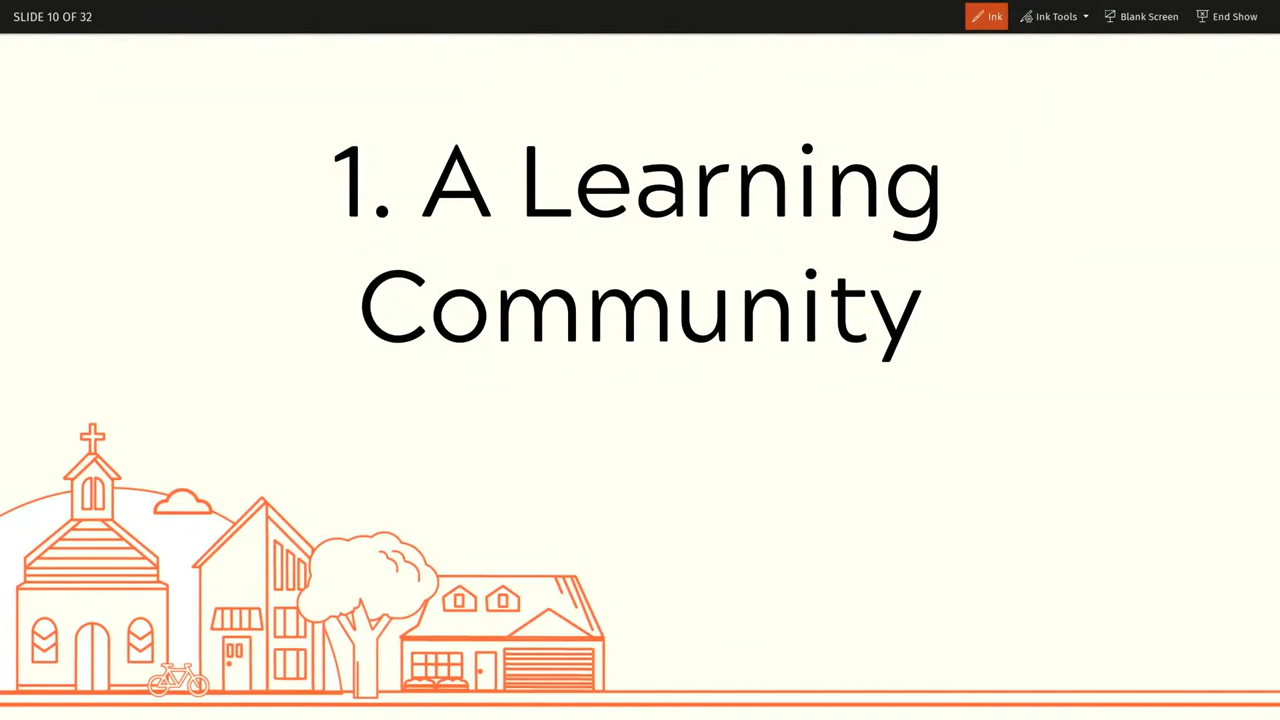 SLIDE 10 OF 32
Ink
Ink Tools
Blank Screen
End Show
1. A Learning
Community